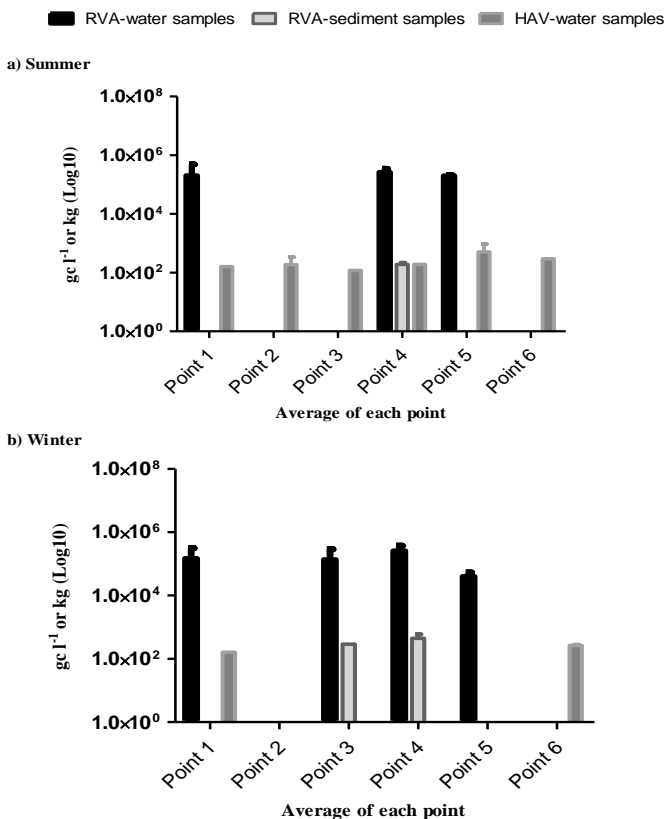 RVA-water samples RVA-sediment samples HAV-water samples
a) Summer
gc l⁻¹ or kg (Log10)
1.0×10⁸
1.0×10⁶
1.0×10⁴
1.0×10²
1.0×10⁰
Point 1 Point 2 Point 3 Point 4 Point 5 Point 6
Average of each point
b) Winter
gc l⁻¹ or kg (Log10)
1.0×10⁸
1.0×10⁶
1.0×10⁴
1.0×10²
1.0×10⁰
Point 1 Point 2 Point 3 Point 4 Point 5 Point 6
Average of each point